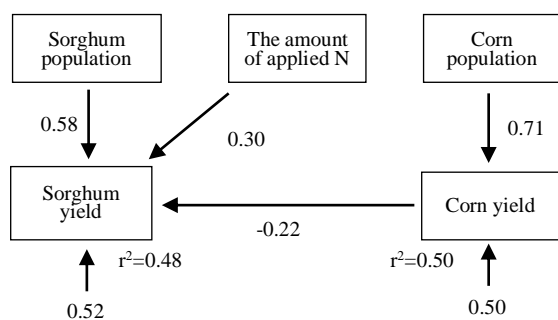 Sorghum
population
The amount
of applied N
Corn
population
0.58
0.30
0.71
Sorghum
yield
Corn yield
-0.22
r²=0.48
r²=0.50
0.52
0.50